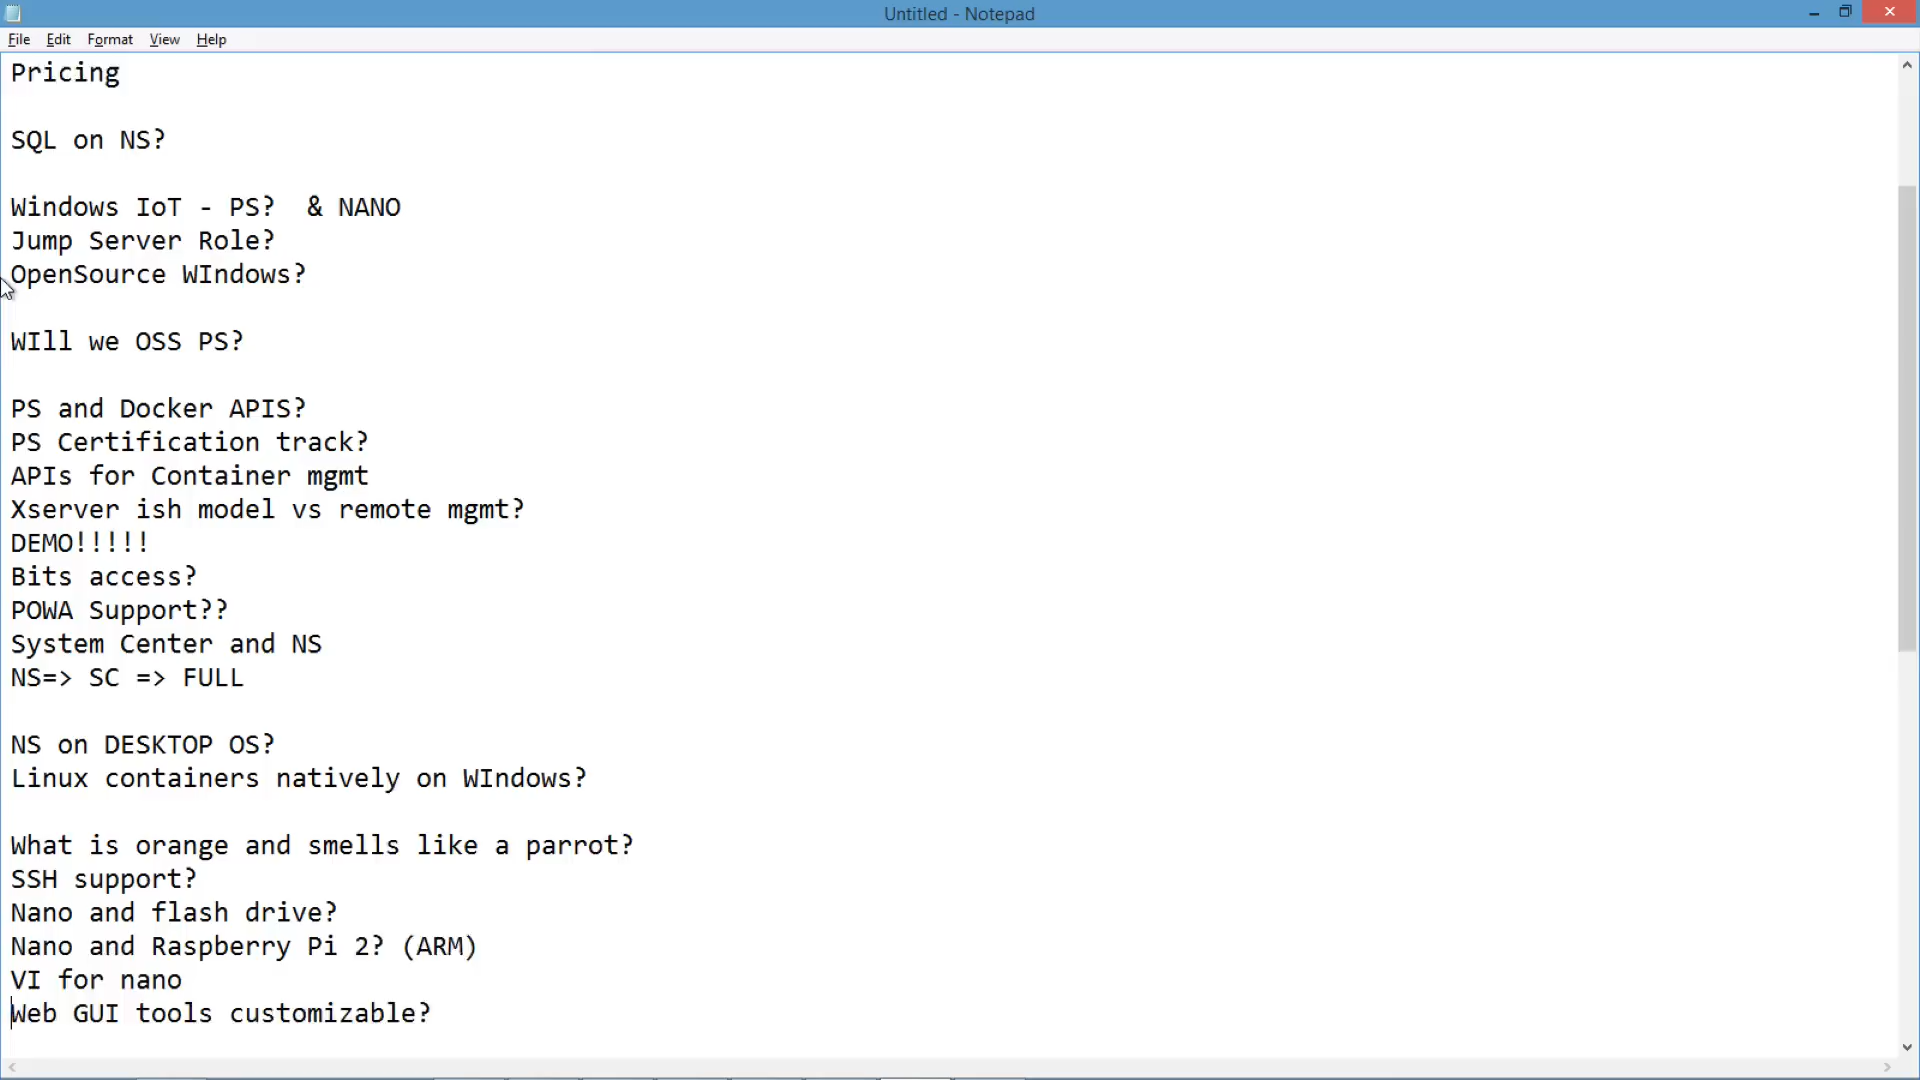 Untitled - Notepad
File Edit Format View Help
Pricing
SQL on NS?
Windows IoT - PS?  & NANO
Jump Server Role?
OpenSource WIndows?
WIll we OSS PS?
PS and Docker APIS?
PS Certification track?
APIs for Container mgmt
Xserver ish model vs remote mgmt?
DEMO!!!!!
Bits access?
POWA Support??
System Center and NS
NS=> SC => FULL
NS on DESKTOP OS?
Linux containers natively on WIndows?
What is orange and smells like a parrot?
SSH support?
Nano and flash drive?
Nano and Raspberry Pi 2? (ARM)
VI for nano
Web GUI tools customizable?